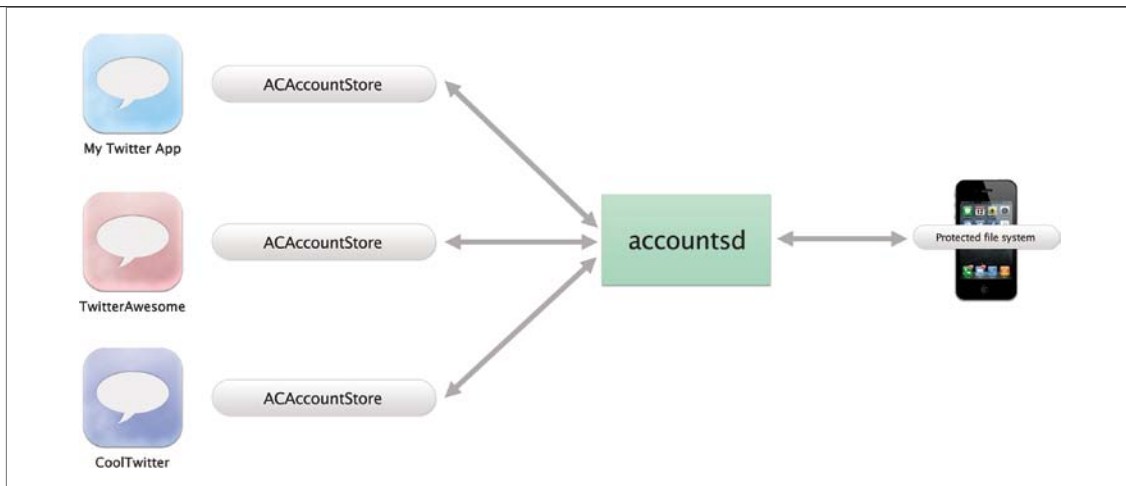 ACAccountStore
My Twitter App
ACAccountStore
accountsd
Protected file system
TwitterAwesome
ACAccountStore
CoolTwitter